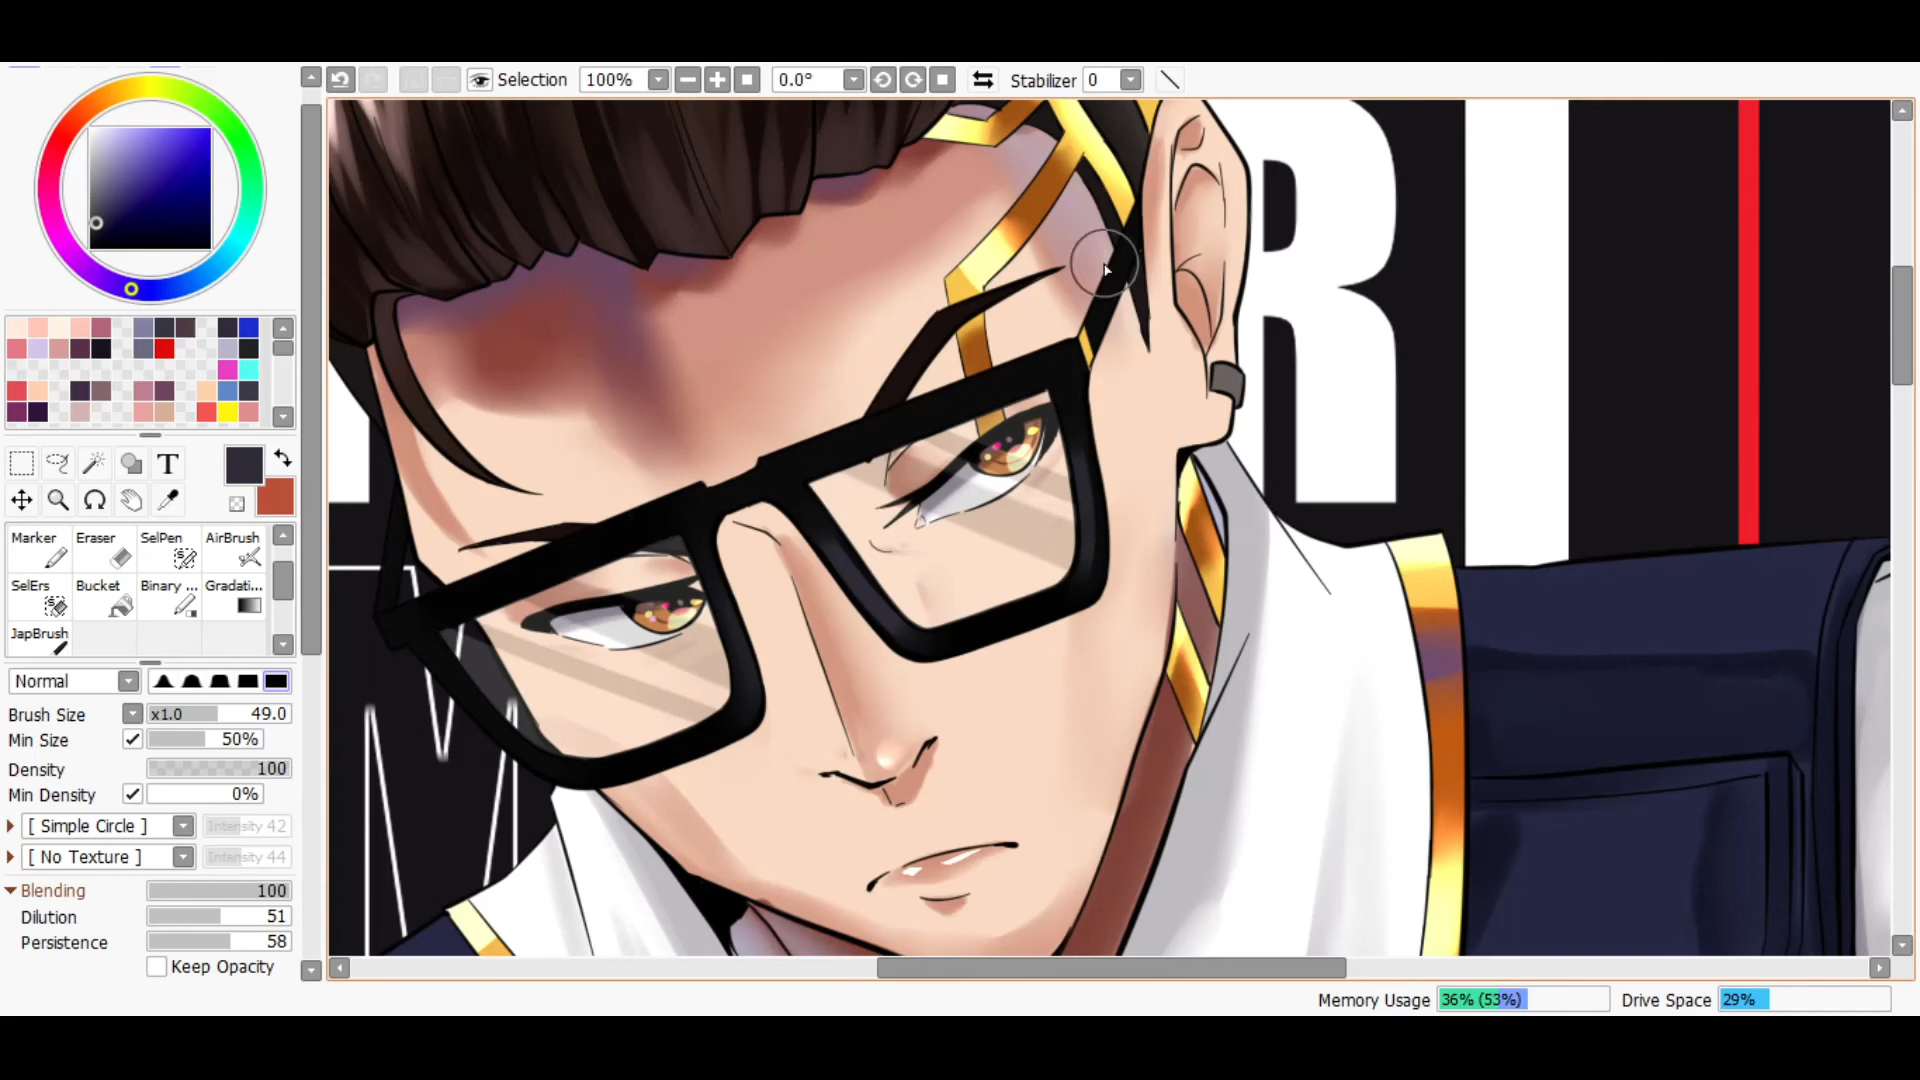 Selection 100% 0.0° Stabilizer 0
R
T
Marker Eraser SelPen AirBrush
SelErs Bucket Binary ... Gradati...
JapBrush
Normal
Brush Size x1.0 49.0
Min Size 50%
Density 100
Min Density 0%
[ Simple Circle ] Intensity 42
[ No Texture ] Intensity 44
Blending 100
Dilution 51
Persistence 58
Keep Opacity
Memory Usage 36% (53%) Drive Space 29%